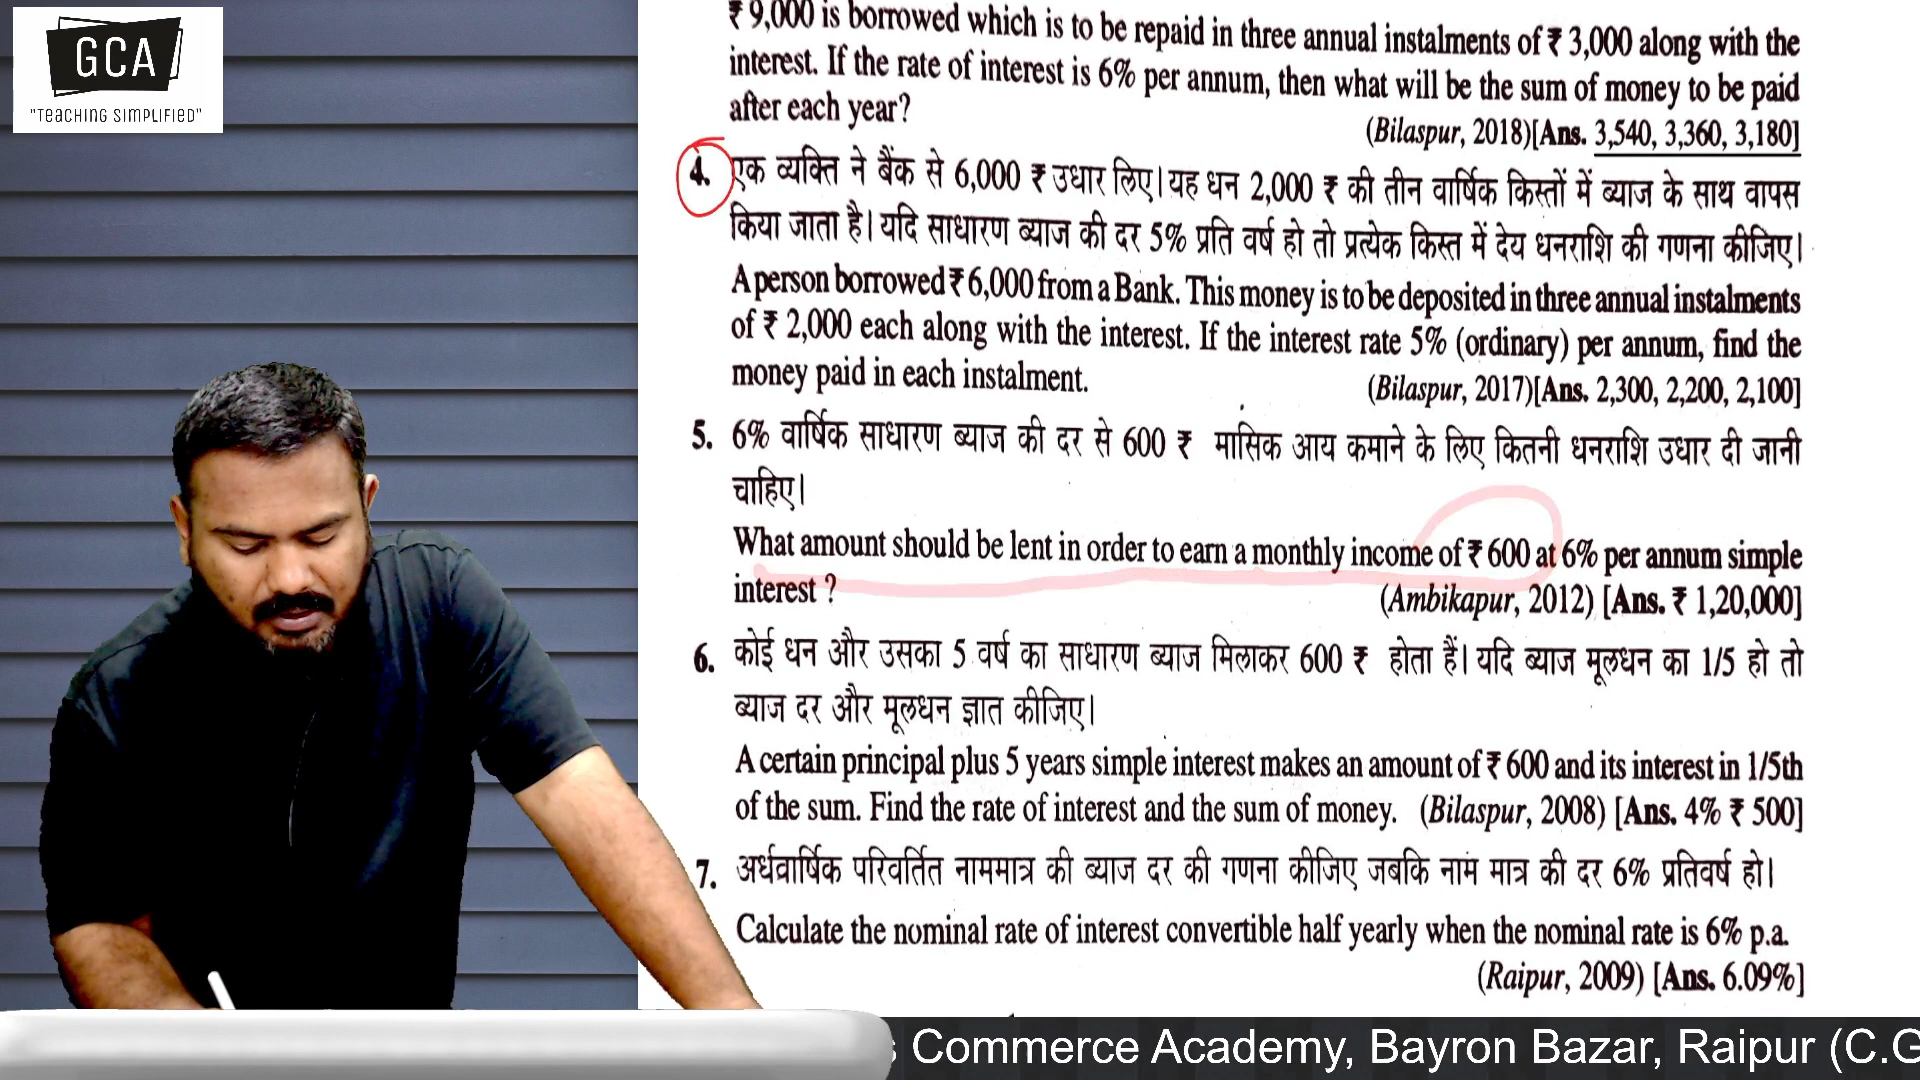 GCA
"TEACHING SIMPLIFIED"
₹ 9,000 is borrowed which is to be repaid in three annual instalments of ₹ 3,000 along with the
interest. If the rate of interest is 6% per annum, then what will be the sum of money to be paid
after each year?
(Bilaspur, 2018)[Ans. 3,540, 3,360, 3,180]
4. एक व्यक्ति ने बैंक से 6,000 ₹ उधार लिए। यह धन 2,000 ₹ की तीन वार्षिक किस्तों में ब्याज के साथ वापस
किया जाता है। यदि साधारण ब्याज की दर 5% प्रति वर्ष हो तो प्रत्येक किस्त में देय धनराशि की गणना कीजिए।
A person borrowed ₹ 6,000 from a Bank. This money is to be deposited in three annual instalments
of ₹ 2,000 each along with the interest. If the interest rate 5% (ordinary) per annum, find the
money paid in each instalment.
(Bilaspur, 2017)[Ans. 2,300, 2,200, 2,100]
5. 6% वार्षिक साधारण ब्याज की दर से 600 ₹ मासिक आय कमाने के लिए कितनी धनराशि उधार दी जानी
चाहिए।
What amount should be lent in order to earn a monthly income of ₹ 600 at 6% per annum simple
interest ?
(Ambikapur, 2012) [Ans. ₹ 1,20,000]
6. कोई धन और उसका 5 वर्ष का साधारण ब्याज मिलाकर 600 ₹ होता हैं। यदि ब्याज मूलधन का 1/5 हो तो
ब्याज दर और मूलधन ज्ञात कीजिए।
A certain principal plus 5 years simple interest makes an amount of ₹ 600 and its interest in 1/5th
of the sum. Find the rate of interest and the sum of money. (Bilaspur, 2008) [Ans. 4% ₹ 500]
7. अर्धवार्षिक परिवर्तित नाममात्र की ब्याज दर की गणना कीजिए जबकि नाम मात्र की दर 6% प्रतिवर्ष हो।
Calculate the nominal rate of interest convertible half yearly when the nominal rate is 6% p.a.
(Raipur, 2009) [Ans. 6.09%]
Commerce Academy, Bayron Bazar, Raipur (C.G